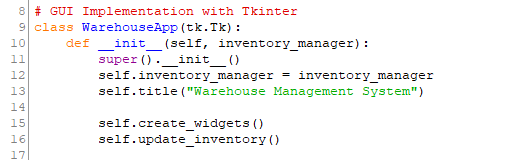 8 # GUI Implementation with Tkinter
9 class WarehouseApp(tk.Tk):
10     def __init__(self, inventory_manager):
11         super().__init__()
12         self.inventory_manager = inventory_manager
13         self.title("Warehouse Management System")
14
15         self.create_widgets()
16         self.update_inventory()
17